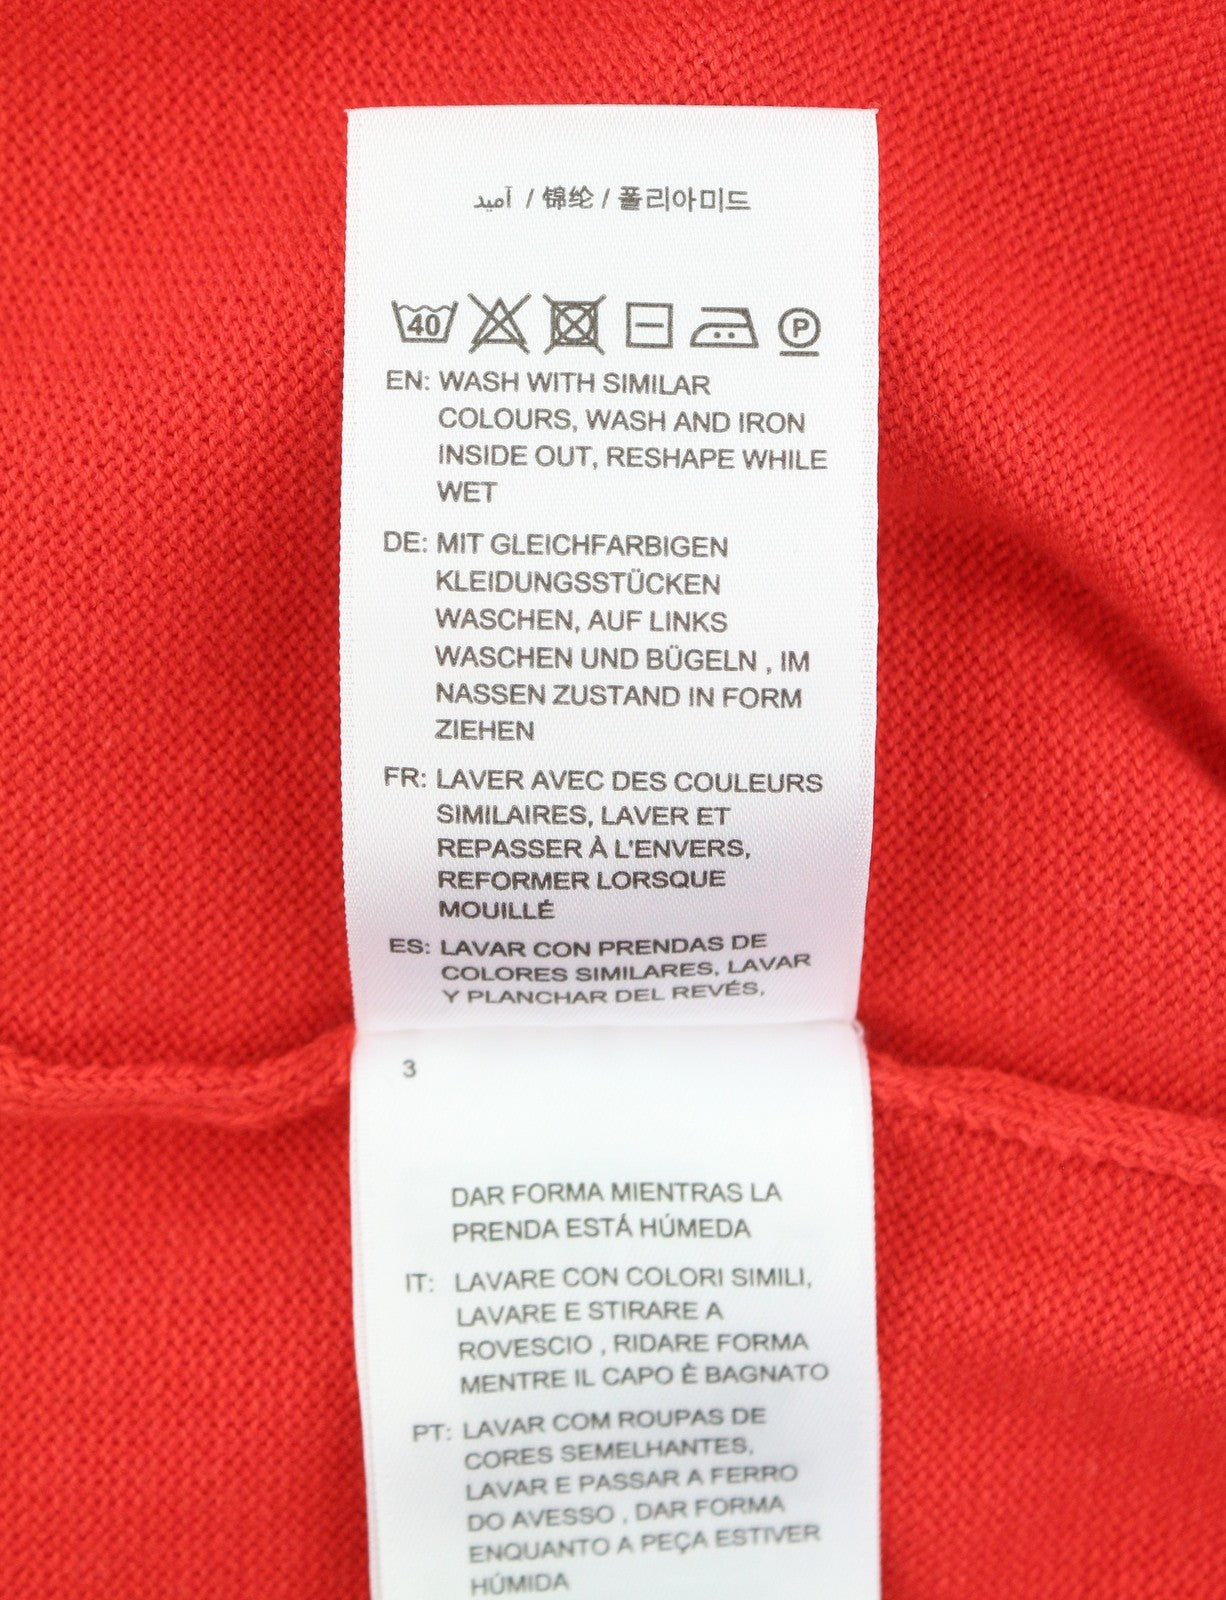 آميد / 锦纶 / 폴리아미드
40 P
EN: WASH WITH SIMILAR
COLOURS, WASH AND IRON
INSIDE OUT, RESHAPE WHILE
WET
DE: MIT GLEICHFARBIGEN
KLEIDUNGSSTÜCKEN
WASCHEN, AUF LINKS
WASCHEN UND BÜGELN , IM
NASSEN ZUSTAND IN FORM
ZIEHEN
FR: LAVER AVEC DES COULEURS
SIMILAIRES, LAVER ET
REPASSER À L'ENVERS,
REFORMER LORSQUE
MOUILLÉ
ES: LAVAR CON PRENDAS DE
COLORES SIMILARES, LAVAR
Y PLANCHAR DEL REVÉS,
3
DAR FORMA MIENTRAS LA
PRENDA ESTÁ HÚMEDA
IT: LAVARE CON COLORI SIMILI,
LAVARE E STIRARE A
ROVESCIO , RIDARE FORMA
MENTRE IL CAPO È BAGNATO
PT: LAVAR COM ROUPAS DE
CORES SEMELHANTES,
LAVAR E PASSAR A FERRO
DO AVESSO , DAR FORMA
ENQUANTO A PEÇA ESTIVER
HÚMIDA